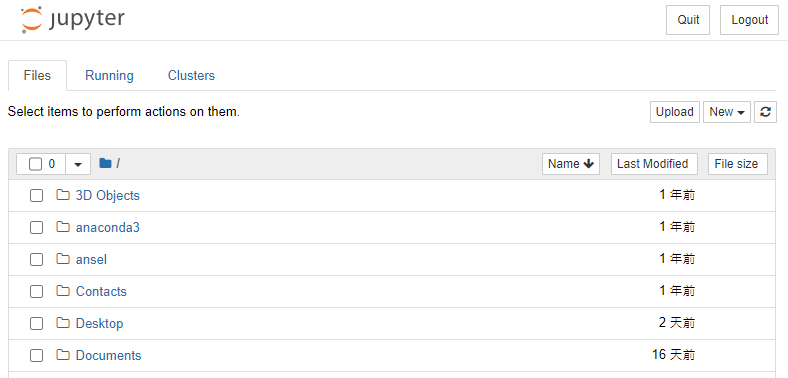 jupyter Quit Logout
Files Running Clusters
Select items to perform actions on them. Upload New
0 / Name Last Modified File size
3D Objects 1 年前
anaconda3 1 年前
ansel 1 年前
Contacts 1 年前
Desktop 2 天前
Documents 16 天前